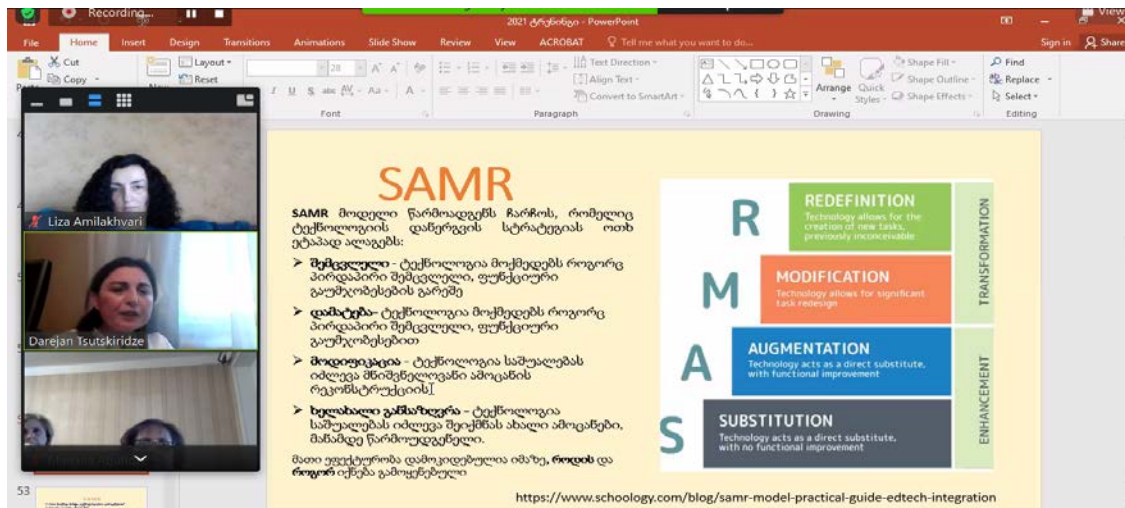 Recording...
View
2021 ტრენინგი - PowerPoint
File Home Insert Design Transitions Animations Slide Show Review View ACROBAT Tell me what you want to do... Sign in Share
Cut
Copy
Layout
Reset
28
Font
Text Direction
Align Text
Convert to SmartArt
Paragraph
Arrange
Quick
Styles
Shape Fill
Shape Outline
Shape Effects
Drawing
Find
Replace
Select
Editing
Liza Amilakhvari
Darejan Tsutskiridze
53
SAMR
SAMR მოდელი წარმოადგენს ჩარჩოს, რომელიც
ტექნოლოგიის დანერგვის სტრატეგიას ოთხ
ეტაპად ალაგებს:
➤ შემცვლელი - ტექნოლოგია მოქმედებს როგორც
პირდაპირი შემცვლელი, ფუნქციური
გაუმჯობესების გარეშე
➤ დამატება– ტექნოლოგია მოქმედებს როგორც
პირდაპირი შემცვლელი, ფუნქციური
გაუმჯობესებით
➤ მოდიფიკაცია - ტექნოლოგია საშუალებას
იძლევა მნიშვნელოვანი ამოცანის
რეკონსტრუქციის
➤ ხელახალი განსაზღვრა - ტექნოლოგია
საშუალებას იძლევა შეიქმნას ახალი ამოცანები,
მანამდე წარმოუდგენელი.
მათი ეფექტურობა დამოკიდებულია იმაზე, როდის და
როგორ იქნება გამოყენებული
R
REDEFINITION
Technology allows for the
creation of new tasks,
previously inconceivable
M
MODIFICATION
Technology allows for significant
task redesign
TRANSFORMATION
A
AUGMENTATION
Technology acts as a direct substitute,
with functional improvement
S
SUBSTITUTION
Technology acts as a direct substitute,
with no functional improvement
ENHANCEMENT
https://www.schoology.com/blog/samr-model-practical-guide-edtech-integration